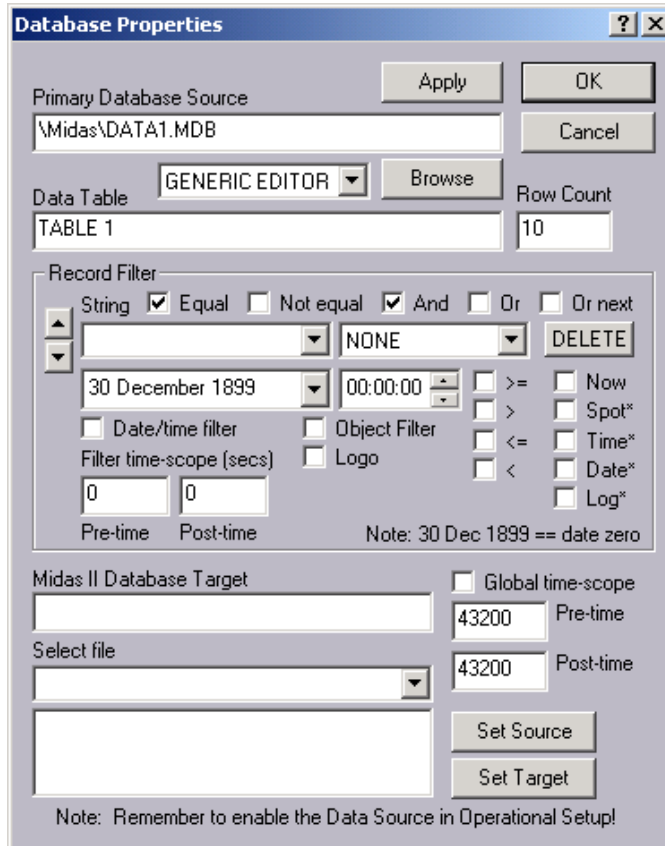 Database Properties
Apply OK
Primary Database Source
\Midas\DATA1.MDB Cancel
GENERIC EDITOR Browse
Data Table Row Count
TABLE 1 10
Record Filter
String Equal Not equal And Or Or next
NONE DELETE
30 December 1899 00:00:00 >= Now
> Spot*
Date/time filter Object Filter <= Time*
Filter time-scope (secs) Logo < Date*
0 0 Log*
Pre-time Post-time Note: 30 Dec 1899 == date zero
Midas II Database Target Global time-scope
43200 Pre-time
Select file
43200 Post-time
Set Source
Set Target
Note: Remember to enable the Data Source in Operational Setup!